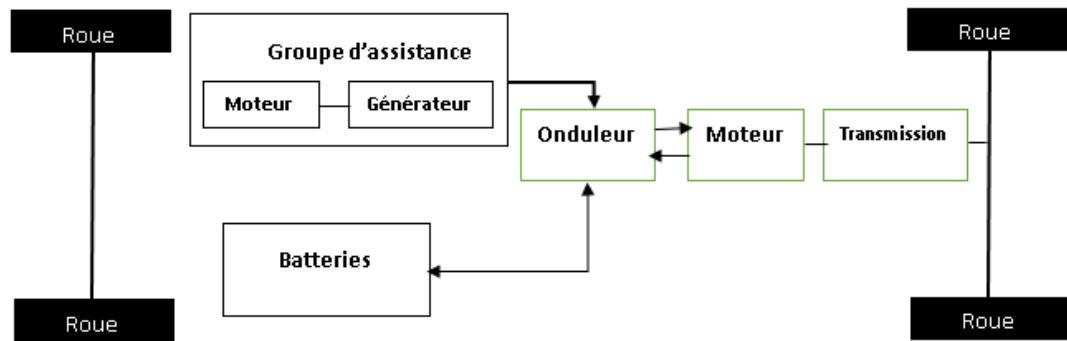 Roue
Groupe d'assistance
Roue
Moteur
Générateur
Onduleur
Moteur
Transmission
Batteries
Roue
Roue